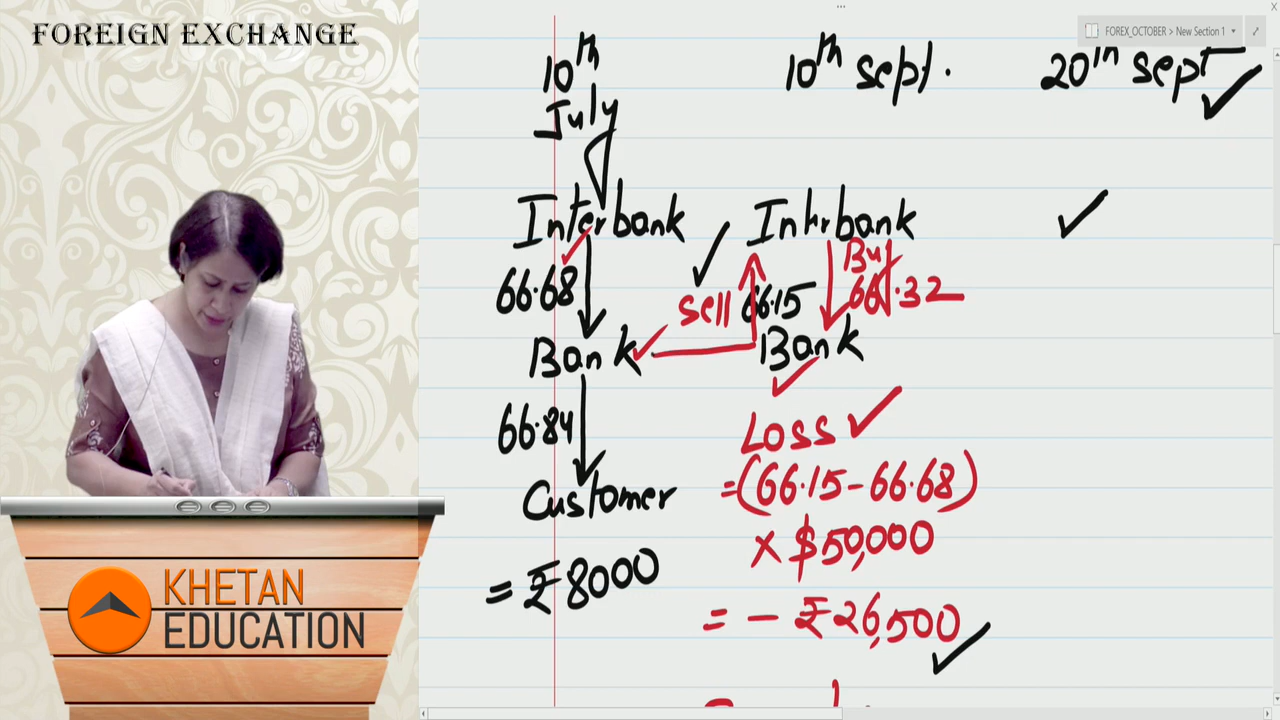 FOREIGN EXCHANGE
FOREX_OCTOBER > New Section 1
10th July
10th sept.
20th sept
Interbank
66.68
Bank
66.84
Customer
= ₹8000
Interbank
Buy
66.32
sell
66.15
Bank
Loss
=(66.15-66.68)
× $50,000
= - ₹26,500
KHETAN
EDUCATION